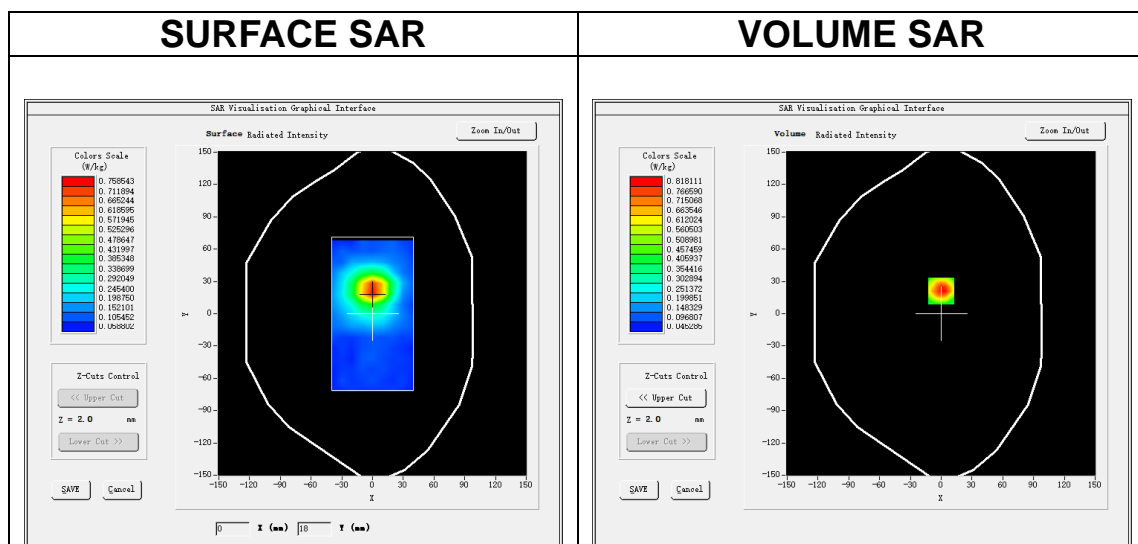 SURFACE SAR
VOLUME SAR
SAR Visualisation Graphical Interface
Surface Radiated Intensity
Zoom In/Out
Colors Scale
(W/kg)
0.758543
0.711894
0.665244
0.618595
0.571945
0.525296
0.478647
0.431997
0.385348
0.338699
0.292049
0.245400
0.198750
0.152101
0.105452
0.058802
Z-Cuts Control
<< Upper Cut
Z = 2.0 mm
Lower Cut >>
SAVE Cancel
150
120
90
60
30
0
-30
-60
-90
-120
-150
Y
-150 -120 -90 -60 -30 0 30 60 90 120 150
X
0 X (mm) 18 Y (mm)
SAR Visualisation Graphical Interface
Volume Radiated Intensity
Zoom In/Out
Colors Scale
(W/kg)
0.818111
0.766590
0.715068
0.663546
0.612024
0.560503
0.508981
0.457459
0.405937
0.354416
0.302894
0.251372
0.199851
0.148329
0.096807
0.045285
Z-Cuts Control
<< Upper Cut
Z = 2.0 mm
Lower Cut >>
SAVE Cancel
150
120
90
60
30
0
-30
-60
-90
-120
-150
Y
-150 -120 -90 -60 -30 0 30 60 90 120 150
X